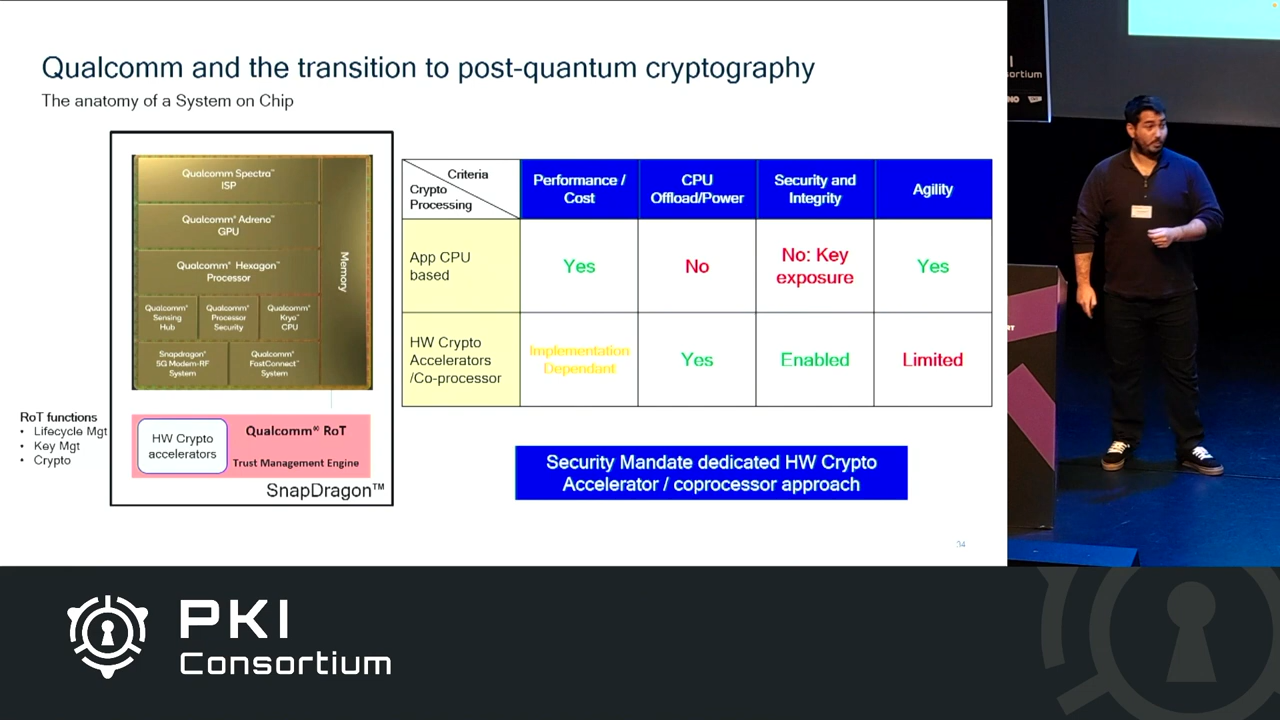 Qualcomm and the transition to post-quantum cryptography
The anatomy of a System on Chip
Qualcomm Spectra™
ISP
Qualcomm® Adreno™
GPU
Qualcomm® Hexagon™
Processor
Qualcomm®
Sensing
Hub
Qualcomm®
Processor
Security
Qualcomm®
Kryo™
CPU
Snapdragon®
5G Modem-RF
System
Qualcomm®
FastConnect™
System
Memory
RoT functions
• Lifecycle Mgt
• Key Mgt
• Crypto
HW Crypto
accelerators
Qualcomm® RoT
Trust Management Engine
SnapDragon™
Criteria
Crypto
Processing
Performance /
Cost
CPU
Offload/Power
Security and
Integrity
Agility
App CPU
based
Yes
No
No: Key
exposure
Yes
HW Crypto
Accelerators
/Co-processor
Implementation
Dependant
Yes
Enabled
Limited
Security Mandate dedicated HW Crypto
Accelerator / coprocessor approach
34
PKI
Consortium